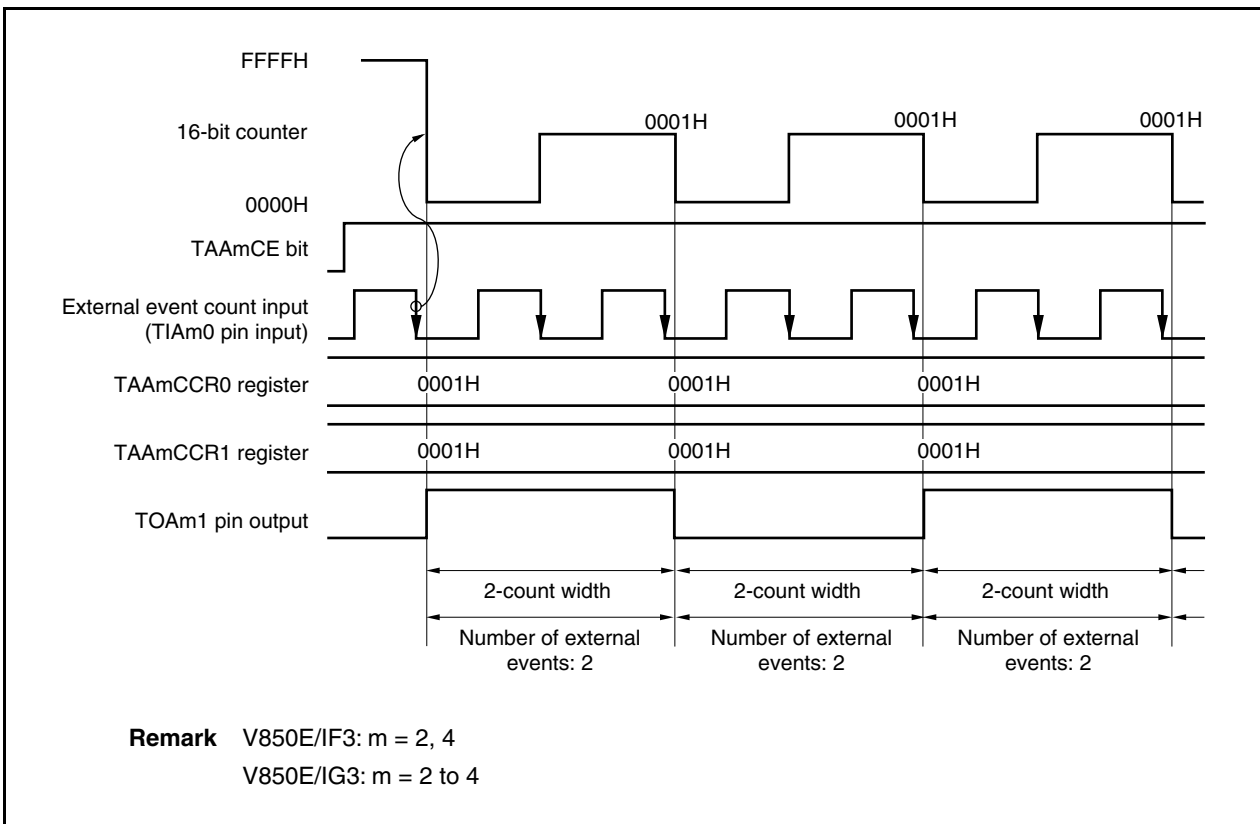 FFFFH
16-bit counter
0001H 0001H 0001H
0000H
TAAmCE bit
External event count input
(TIAm0 pin input)
TAAmCCR0 register
0001H 0001H 0001H
TAAmCCR1 register
0001H 0001H 0001H
TOAm1 pin output
2-count width 2-count width 2-count width
Number of external Number of external Number of external
events: 2 events: 2 events: 2
Remark V850E/IF3: m = 2, 4
V850E/IG3: m = 2 to 4